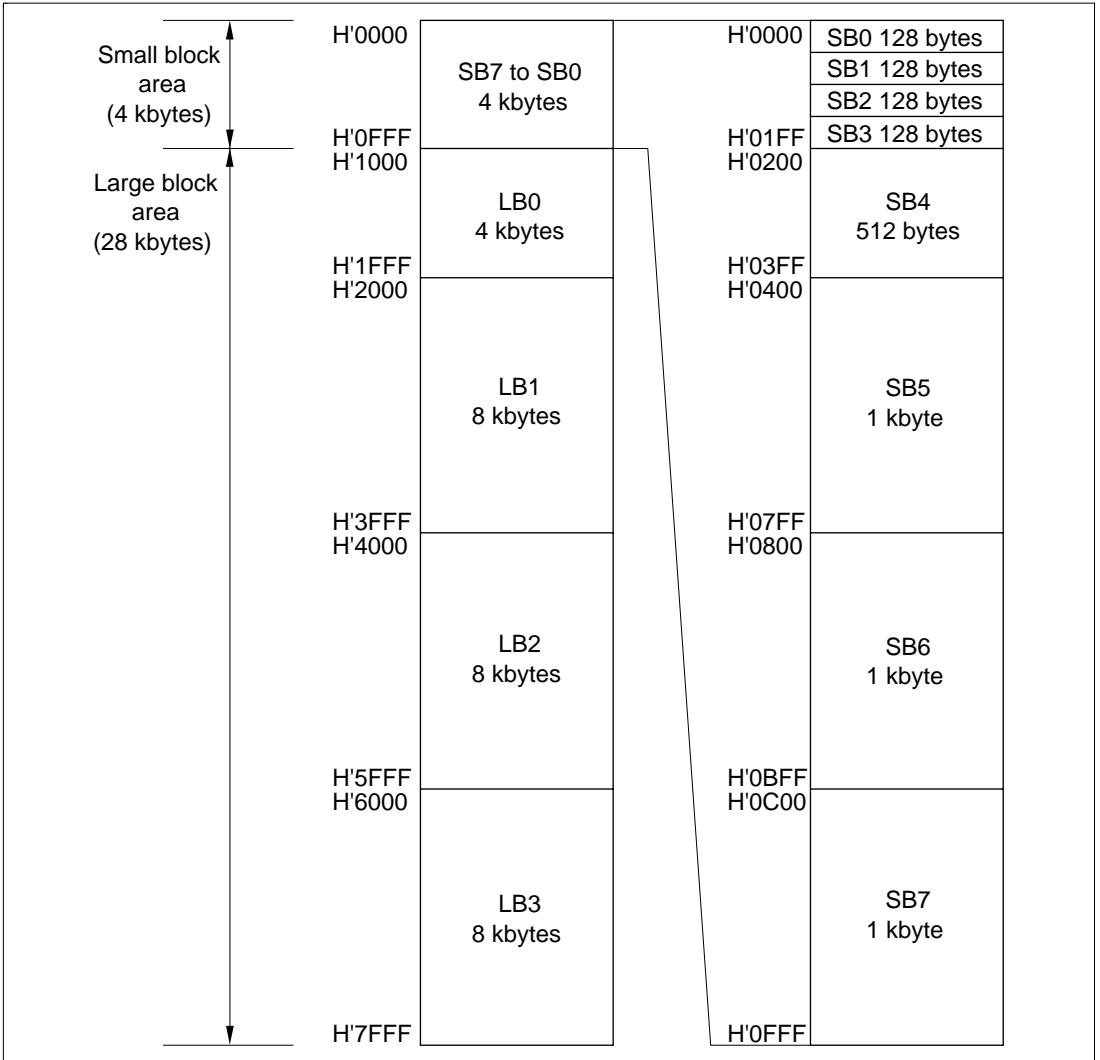 Small block
area
(4 kbytes)
Large block
area
(28 kbytes)
H'0000
SB7 to SB0
4 kbytes
H'0FFF
H'1000
LB0
4 kbytes
H'1FFF
H'2000
LB1
8 kbytes
H'3FFF
H'4000
LB2
8 kbytes
H'5FFF
H'6000
LB3
8 kbytes
H'7FFF
H'0000
SB0 128 bytes
SB1 128 bytes
SB2 128 bytes
SB3 128 bytes
H'01FF
H'0200
SB4
512 bytes
H'03FF
H'0400
SB5
1 kbyte
H'07FF
H'0800
SB6
1 kbyte
H'0BFF
H'0C00
SB7
1 kbyte
H'0FFF